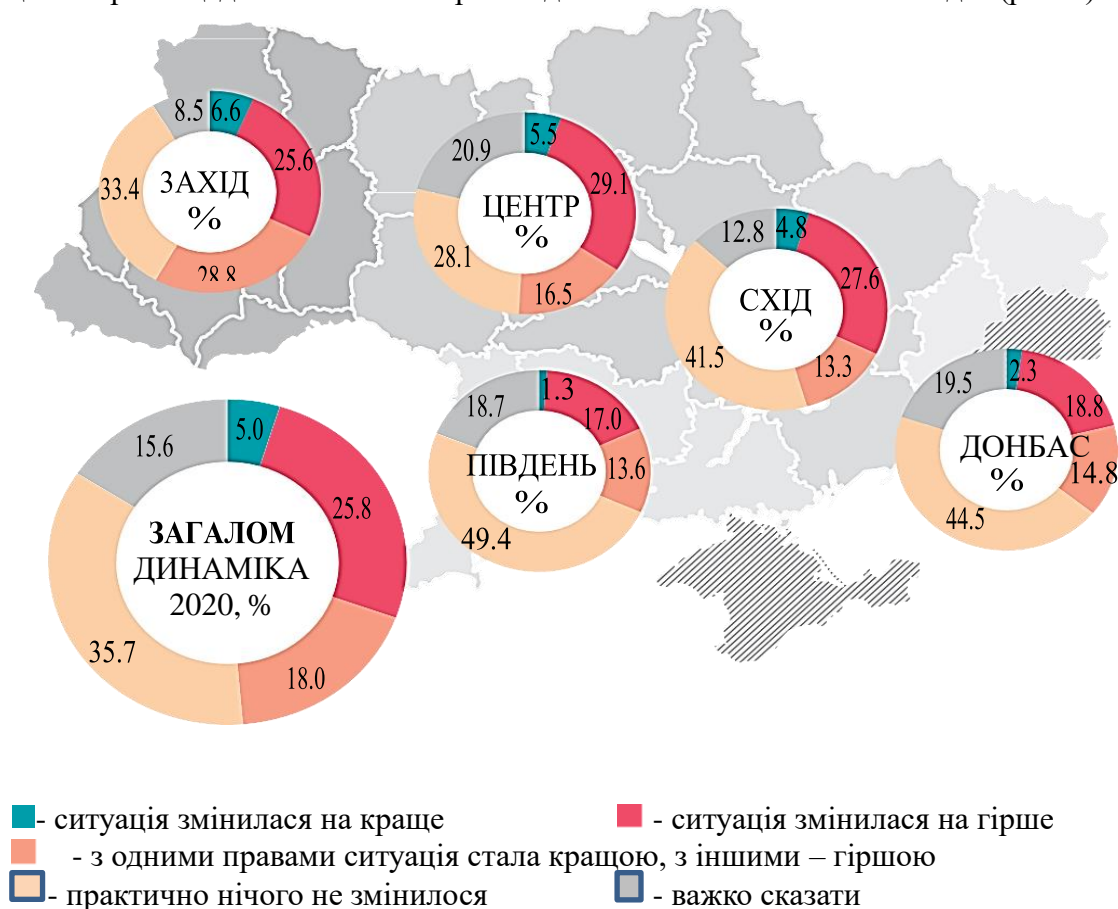 8.5 6.6
25.6
33.4
28.8
ЗАХІД
%
5.5
20.9
29.1
28.1
16.5
ЦЕНТР
%
12.8 4.8
27.6
41.5
13.3
СХІД
%
18.7 1.3
17.0
13.6
49.4
ПІВДЕНЬ
%
19.5 2.3
18.8
14.8
44.5
ДОНБАС
%
15.6 5.0
25.8
35.7
18.0
ЗАГАЛОМ
ДИНАМІКА
2020, %
- ситуація змінилася на краще
- ситуація змінилася на гірше
- з одними правами ситуація стала кращою, з іншими – гіршою
- практично нічого не змінилося
- важко сказати